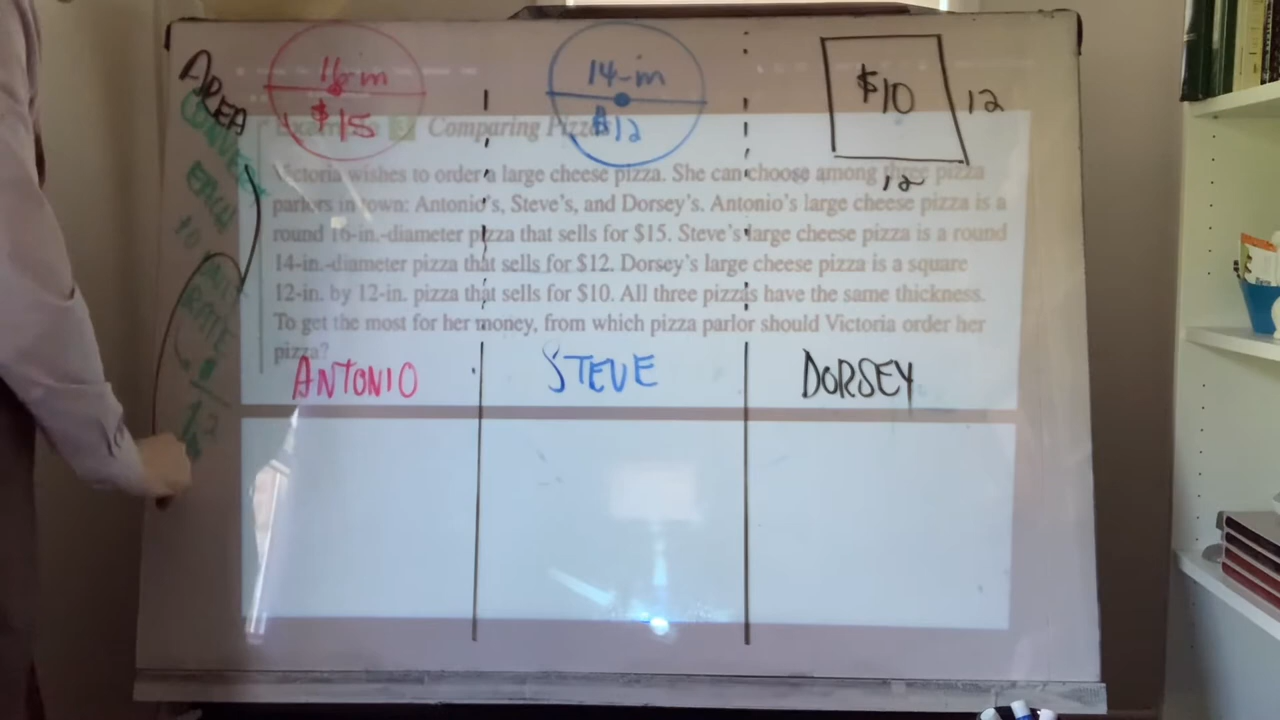 AREA
CONVERT
EACH
TO
RATE
16-in
$15
14-in
$12
$10
12
12
Comparing Pizzas
Victoria wishes to order a large cheese pizza. She can choose among three pizza
parlors in town: Antonio's, Steve's, and Dorsey's. Antonio's large cheese pizza is a
round 16-in.-diameter pizza that sells for $15. Steve's large cheese pizza is a round
14-in.-diameter pizza that sells for $12. Dorsey's large cheese pizza is a square
12-in. by 12-in. pizza that sells for $10. All three pizzas have the same thickness.
To get the most for her money, from which pizza parlor should Victoria order her
pizza?
ANTONIO
STEVE
DORSEY